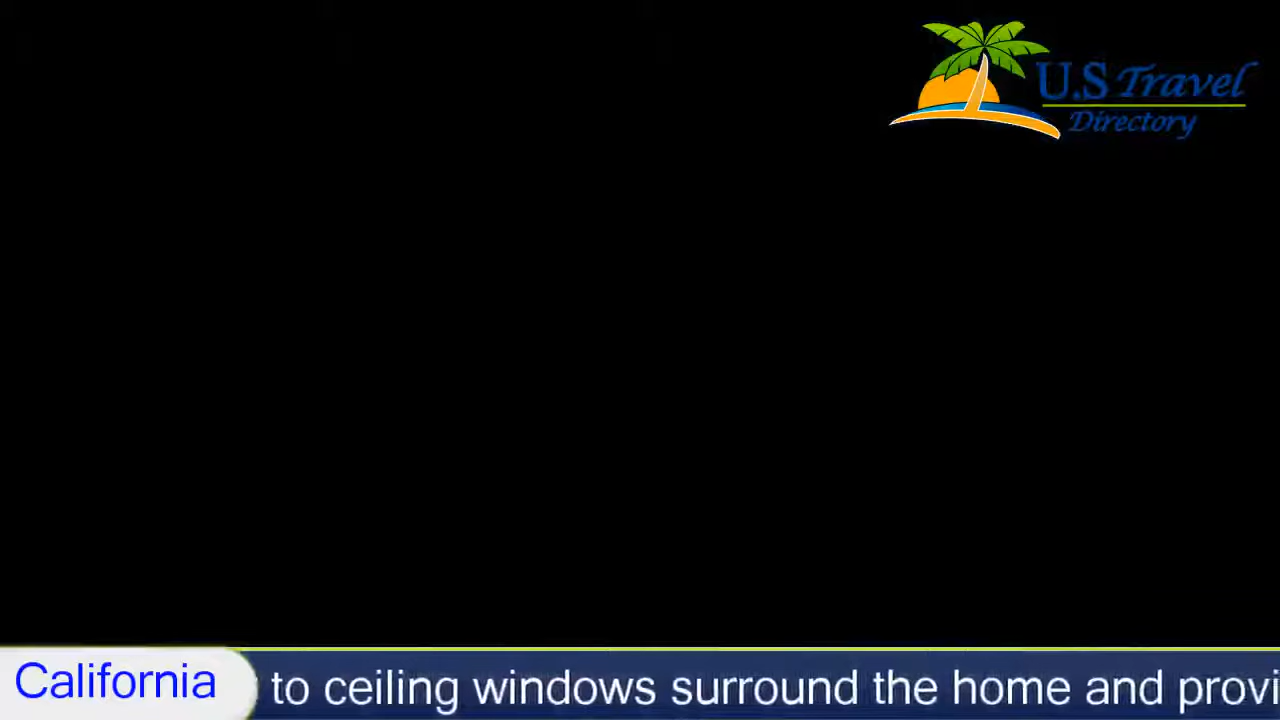 U.S Travel
Directory
California
to ceiling windows surround the home and provi